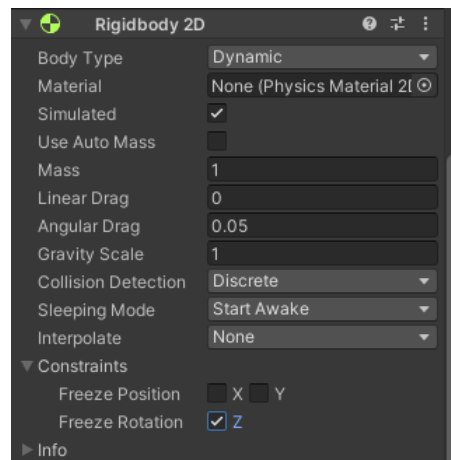 Rigidbody 2D
Body Type Dynamic
Material None (Physics Material 2I
Simulated
Use Auto Mass
Mass 1
Linear Drag 0
Angular Drag 0.05
Gravity Scale 1
Collision Detection Discrete
Sleeping Mode Start Awake
Interpolate None
Constraints
Freeze Position X Y
Freeze Rotation Z
Info